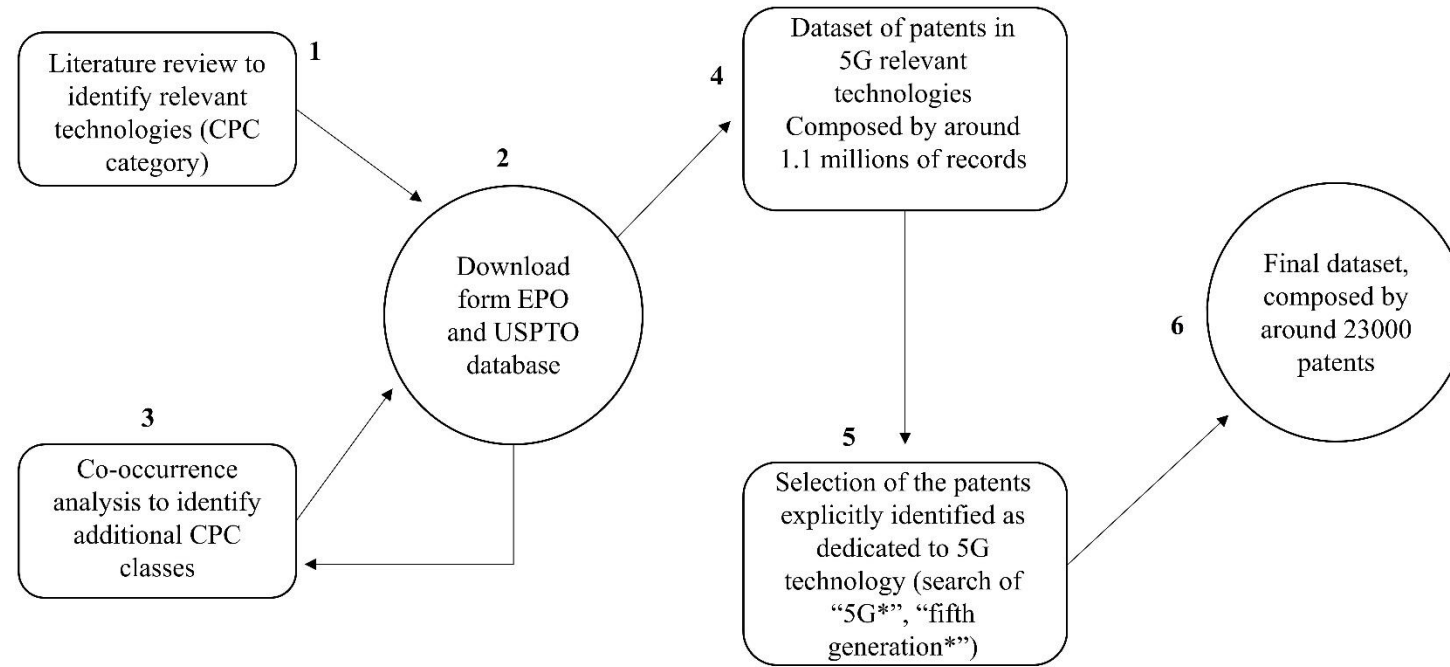 1
Literature review to
identify relevant
technologies (CPC
category)
2
Download
form EPO
and USPTO
database
3
Co-occurrence
analysis to identify
additional CPC
classes
4
Dataset of patents in
5G relevant
technologies
Composed by around
1.1 millions of records
5
Selection of the patents
explicitly identified as
dedicated to 5G
technology (search of
“5G*”, “fifth
generation*”)
6
Final dataset,
composed by
around 23000
patents